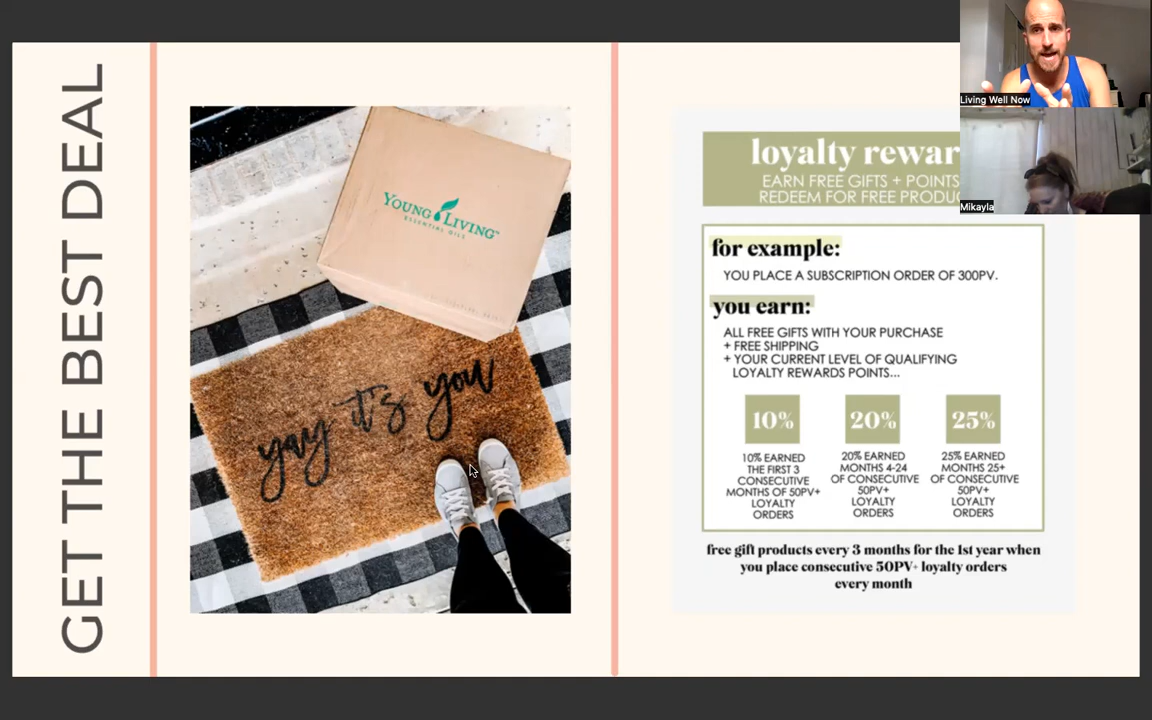 GET THE BEST DEAL
YOUNG LIVING™
ESSENTIAL OILS
yay it's you
loyalty rewar
EARN FREE GIFTS + POINTS
REDEEM FOR FREE PRODUC
for example:
YOU PLACE A SUBSCRIPTION ORDER OF 300PV.
you earn:
ALL FREE GIFTS WITH YOUR PURCHASE
+ FREE SHIPPING
+ YOUR CURRENT LEVEL OF QUALIFYING
LOYALTY REWARDS POINTS...
10%
10% EARNED
THE FIRST 3
CONSECUTIVE
MONTHS OF 50PV+
LOYALTY
ORDERS
20%
20% EARNED
MONTHS 4-24
OF CONSECUTIVE
50PV+
LOYALTY
ORDERS
25%
25% EARNED
MONTHS 25+
OF CONSECUTIVE
50PV+
LOYALTY
ORDERS
free gift products every 3 months for the 1st year when
you place consecutive 50PV+ loyalty orders
every month
Living Well Now
Mikayla